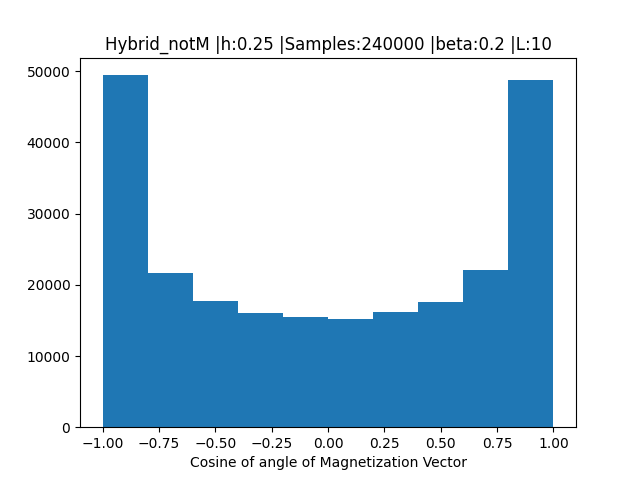 Hybrid_notM |h:0.25 |Samples:240000 |beta:0.2 |L:10
50000
40000
30000
20000
10000
0
−1.00 −0.75 −0.50 −0.25 0.00 0.25 0.50 0.75 1.00
Cosine of angle of Magnetization Vector